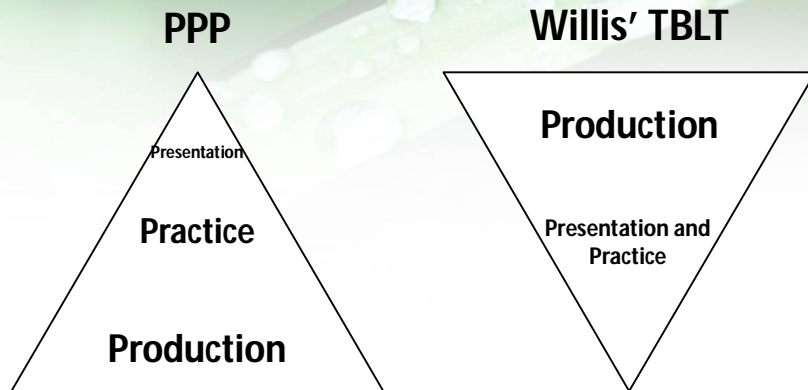 PPP
Presentation
Practice
Production
Willis’ TBLT
Production
Presentation and
Practice